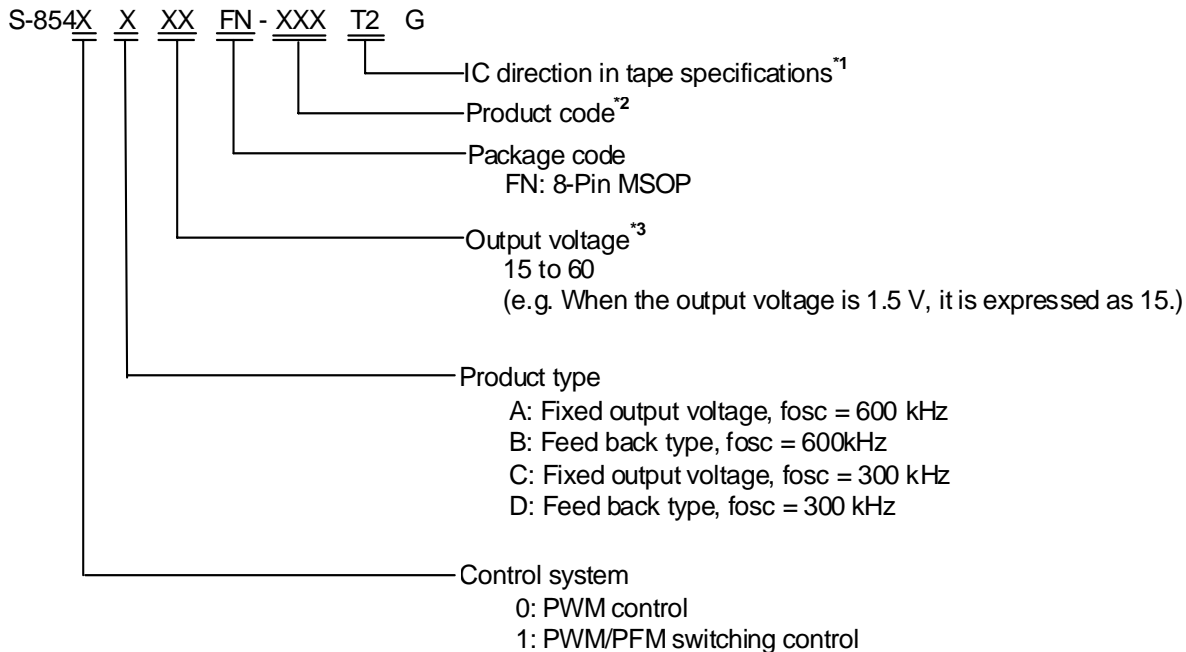 S-854X X XX FN - XXX T2 G
IC direction in tape specifications*1
Product code*2
Package code
FN: 8-Pin MSOP
Output voltage*3
15 to 60
(e.g. When the output voltage is 1.5 V, it is expressed as 15.)
Product type
A: Fixed output voltage, fosc = 600 kHz
B: Feed back type, fosc = 600kHz
C: Fixed output voltage, fosc = 300 kHz
D: Feed back type, fosc = 300 kHz
Control system
0: PWM control
1: PWM/PFM switching control